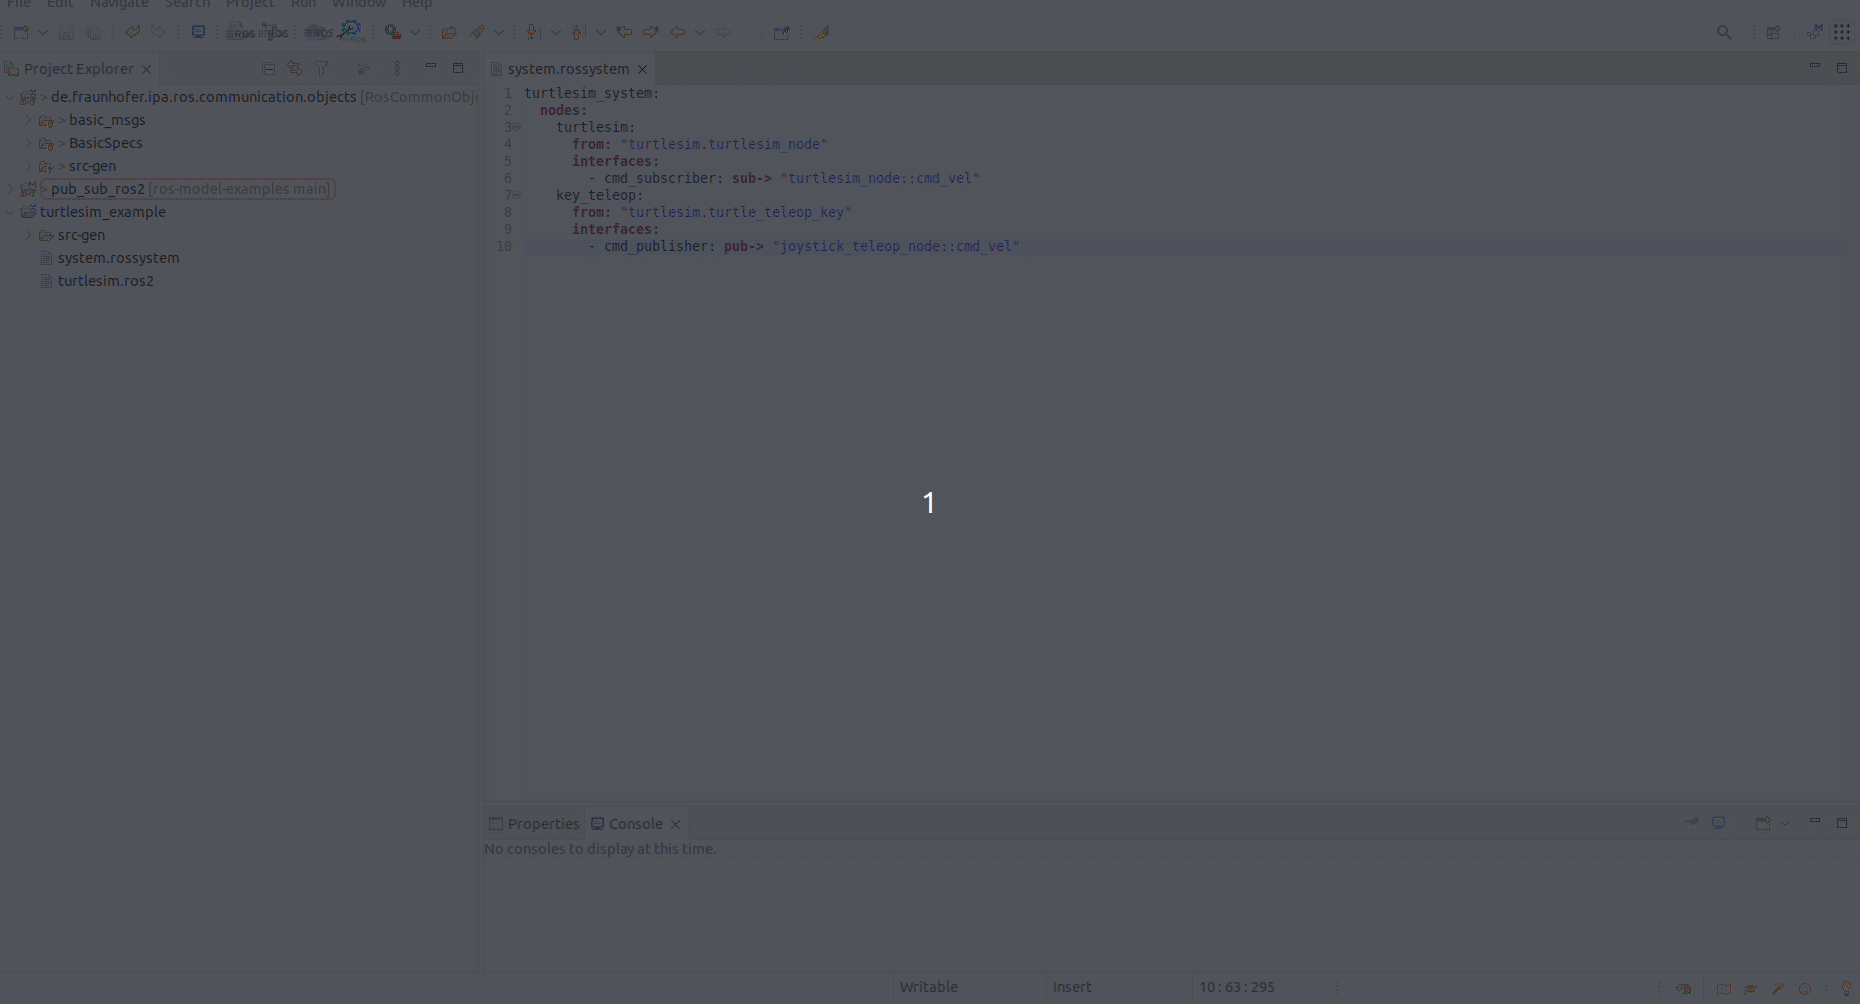 File Edit Navigate Search Project Run Window Help
Project Explorer
system.rossystem
> de.fraunhofer.ipa.ros.communication.objects [RosCommonObje
> basic_msgs
> BasicSpecs
> src-gen
> pub_sub_ros2 [ros-model-examples main]
turtlesim_example
src-gen
system.rossystem
turtlesim.ros2
1 turtlesim_system:
2 nodes:
3 turtlesim:
4 from: "turtlesim.turtlesim_node"
5 interfaces:
6 - cmd_subscriber: sub-> "turtlesim_node::cmd_vel"
7 key_teleop:
8 from: "turtlesim.turtle_teleop_key"
9 interfaces:
10 - cmd_publisher: pub-> "joystick_teleop_node::cmd_vel"
1
Properties Console
No consoles to display at this time.
Writable Insert 10:63:295